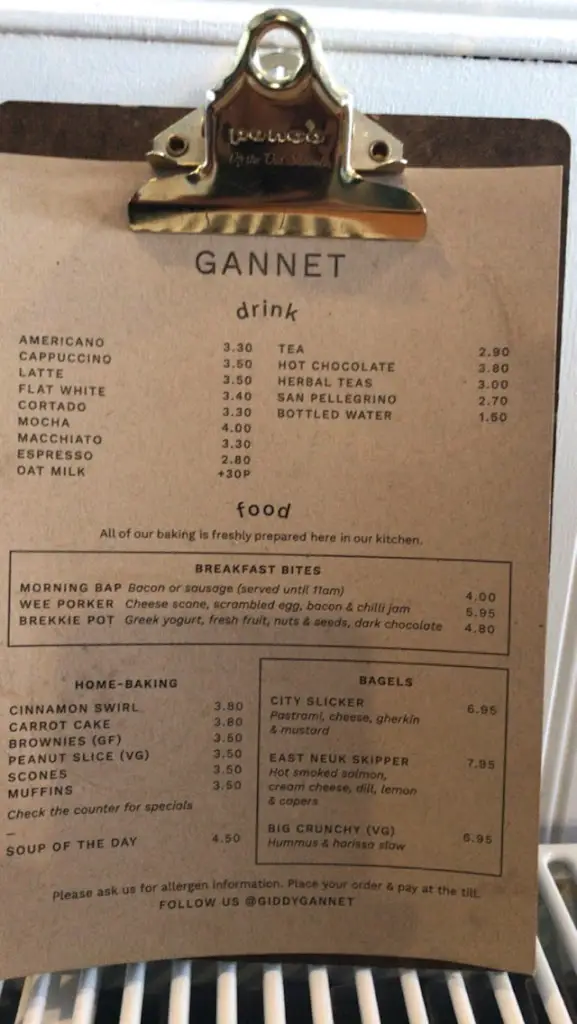 GANNET
drink
AMERICANO 3.30
CAPPUCCINO 3.50
LATTE 3.50
FLAT WHITE 3.40
CORTADO 3.30
MOCHA 4.00
MACCHIATO 3.30
ESPRESSO 2.80
OAT MILK +30P
TEA 2.90
HOT CHOCOLATE 3.80
HERBAL TEAS 3.00
SAN PELLEGRINO 2.70
BOTTLED WATER 1.50
food
All of our baking is freshly prepared here in our kitchen.
BREAKFAST BITES
MORNING BAP Bacon or sausage (served until 11am) 4.00
WEE PORKER Cheese scone, scrambled egg, bacon & chilli jam 5.95
BREKKIE POT Greek yogurt, fresh fruit, nuts & seeds, dark chocolate 4.80
HOME-BAKING
CINNAMON SWIRL 3.80
CARROT CAKE 3.80
BROWNIES (GF) 3.50
PEANUT SLICE (VG) 3.50
SCONES 3.50
MUFFINS 3.50
Check the counter for specials
–
SOUP OF THE DAY 4.50
BAGELS
CITY SLICKER 6.95
Pastrami, cheese, gherkin
& mustard
EAST NEUK SKIPPER 7.95
Hot smoked salmon,
cream cheese, dill, lemon
& capers
BIG CRUNCHY (VG) 6.95
Hummus & harissa slaw
Please ask us for allergen information. Place your order & pay at the till.
FOLLOW US @GIDDYGANNET